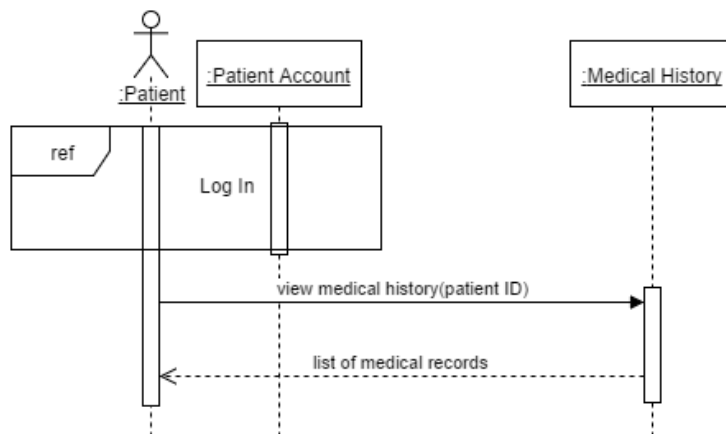 :Patient
:Patient Account
:Medical History
ref
Log In
view medical history(patient ID)
list of medical records